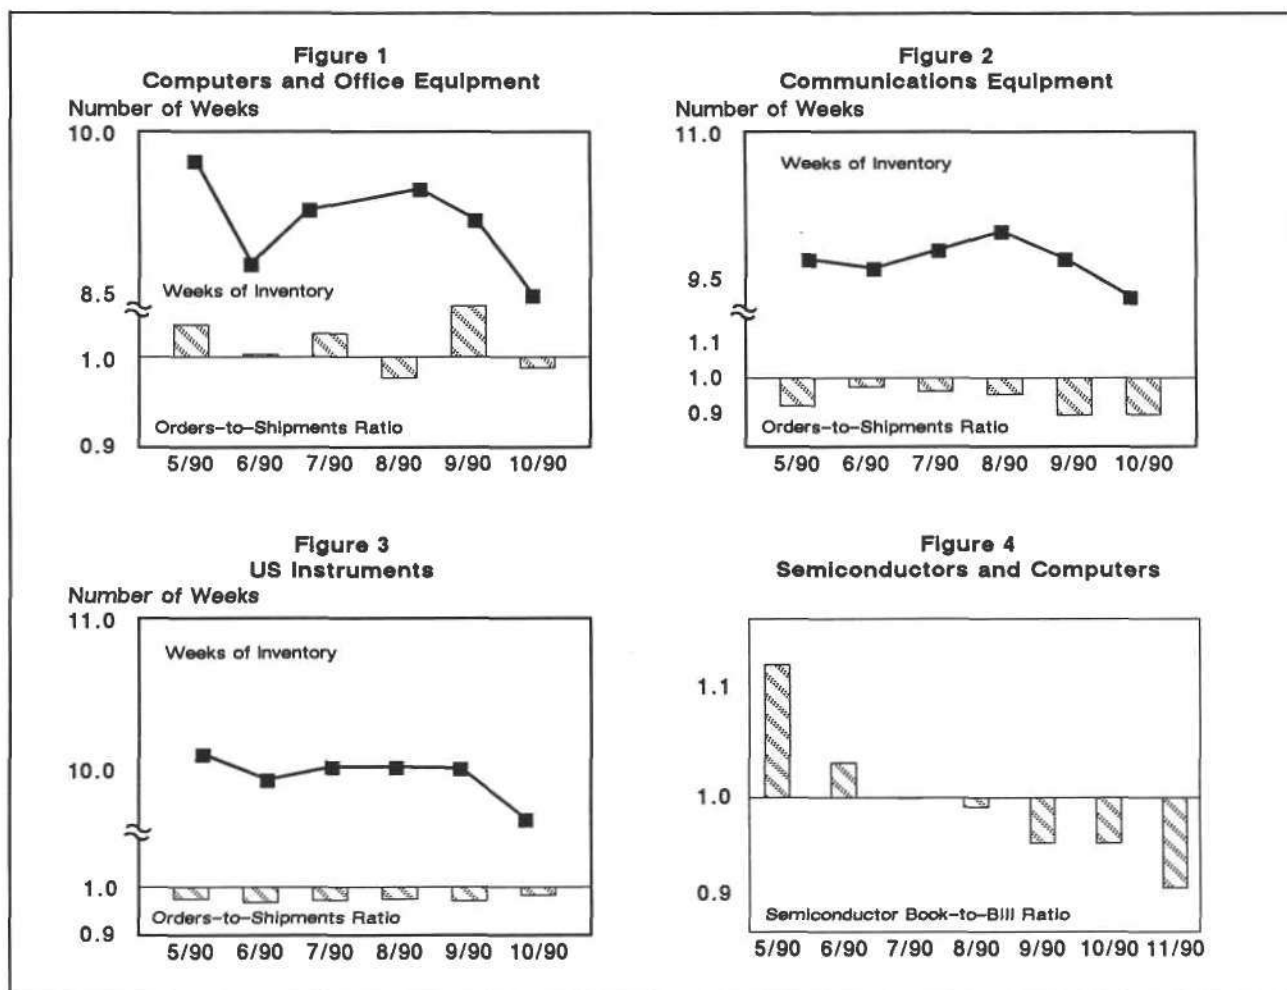 Figure 1
Computers and Office Equipment
Number of Weeks
10.0
Weeks of Inventory
8.5
1.0
Orders-to-Shipments Ratio
0.9
5/90 6/90 7/90 8/90 9/90 10/90
Figure 2
Communications Equipment
Number of Weeks
11.0
Weeks of Inventory
9.5
1.1
1.0
0.9
Orders-to-Shipments Ratio
5/90 6/90 7/90 8/90 9/90 10/90
Figure 3
US Instruments
Number of Weeks
11.0
Weeks of Inventory
10.0
1.0
Orders-to-Shipments Ratio
0.9
5/90 6/90 7/90 8/90 9/90 10/90
Figure 4
Semiconductors and Computers
1.1
1.0
0.9
Semiconductor Book-to-Bill Ratio
5/90 6/90 7/90 8/90 9/90 10/90 11/90